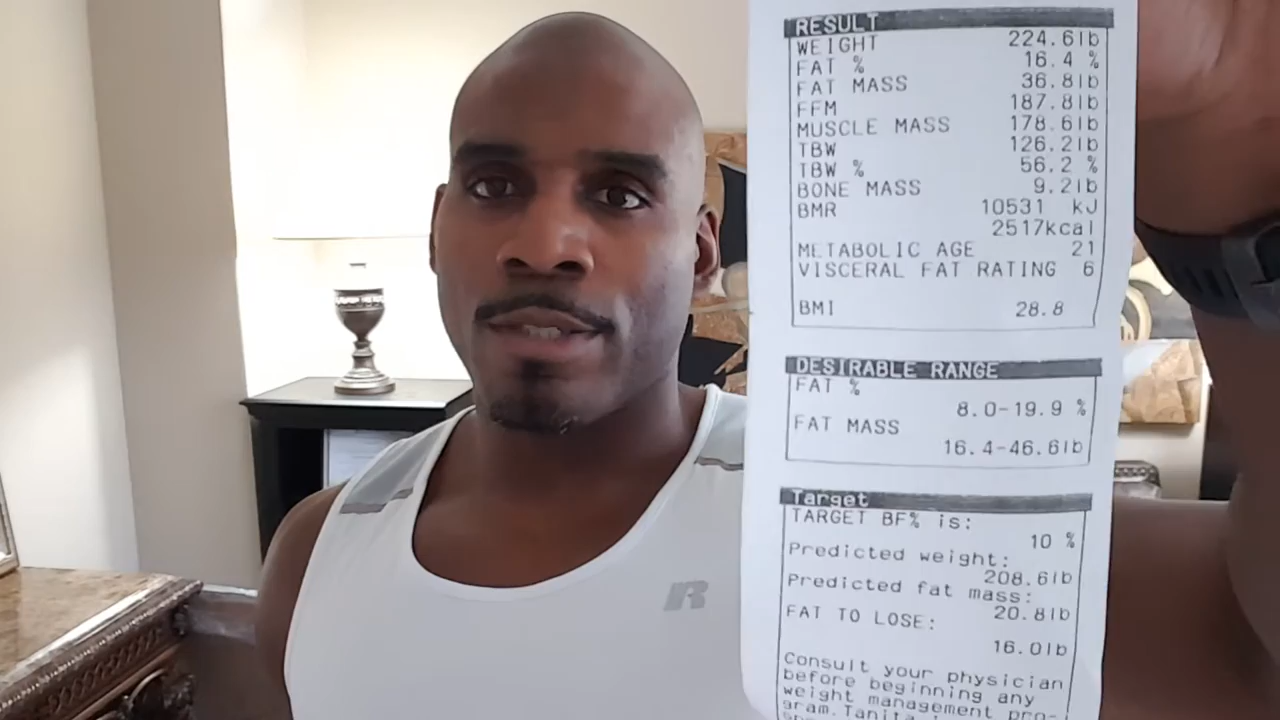 RESULT
WEIGHT 224.6lb
FAT % 16.4 %
FAT MASS 36.8lb
FFM 187.8lb
MUSCLE MASS 178.6lb
TBW 126.2lb
TBW % 56.2 %
BONE MASS 9.2lb
BMR 10531 kJ
2517kcal
METABOLIC AGE 21
VISCERAL FAT RATING 6
BMI 28.8
DESIRABLE RANGE
FAT %
8.0-19.9 %
FAT MASS
16.4-46.6lb
Target
TARGET BF% is:
10 %
Predicted weight:
208.6lb
Predicted fat mass:
20.8lb
FAT TO LOSE:
16.0lb
Consult your physician
before beginning any
weight management pro-
gram.Tanita
R